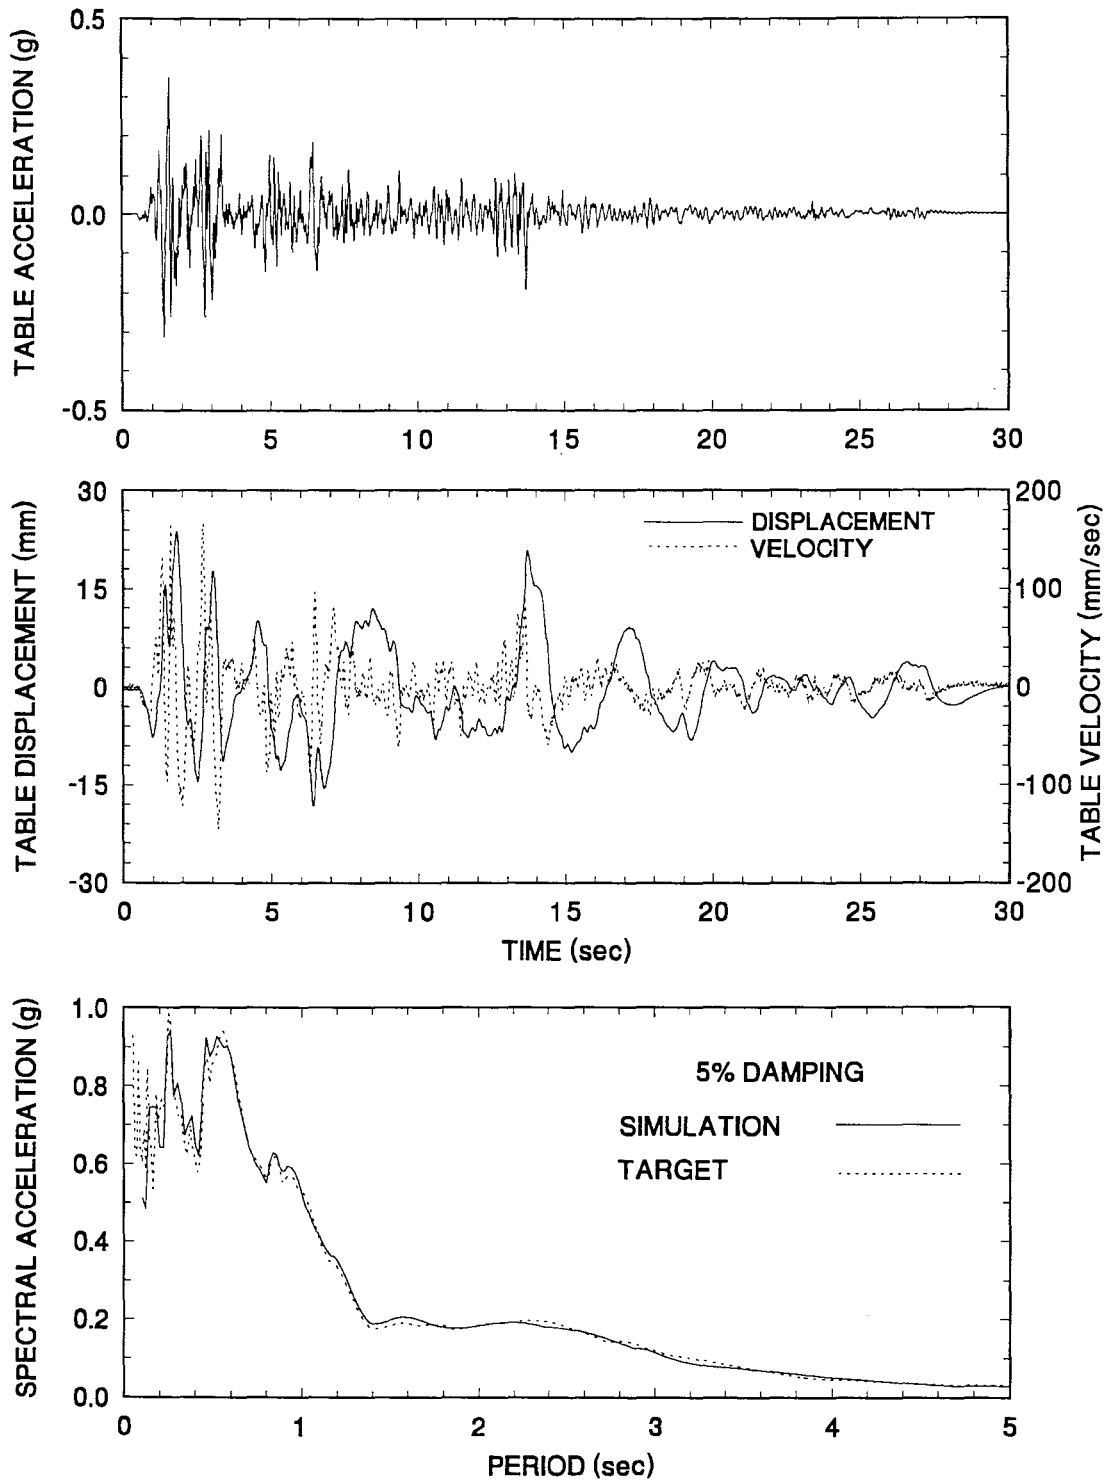 TABLE ACCELERATION (g)
0.5
0.0
-0.5
0 5 10 15 20 25 30
TABLE DISPLACEMENT (mm)
30
15
0
-15
-30
DISPLACEMENT
VELOCITY
200
100
0
-100
-200
TABLE VELOCITY (mm/sec)
0 5 10 15 20 25 30
TIME (sec)
SPECTRAL ACCELERATION (g)
1.0
0.8
0.6
0.4
0.2
0.0
5% DAMPING
SIMULATION
TARGET
0 1 2 3 4 5
PERIOD (sec)